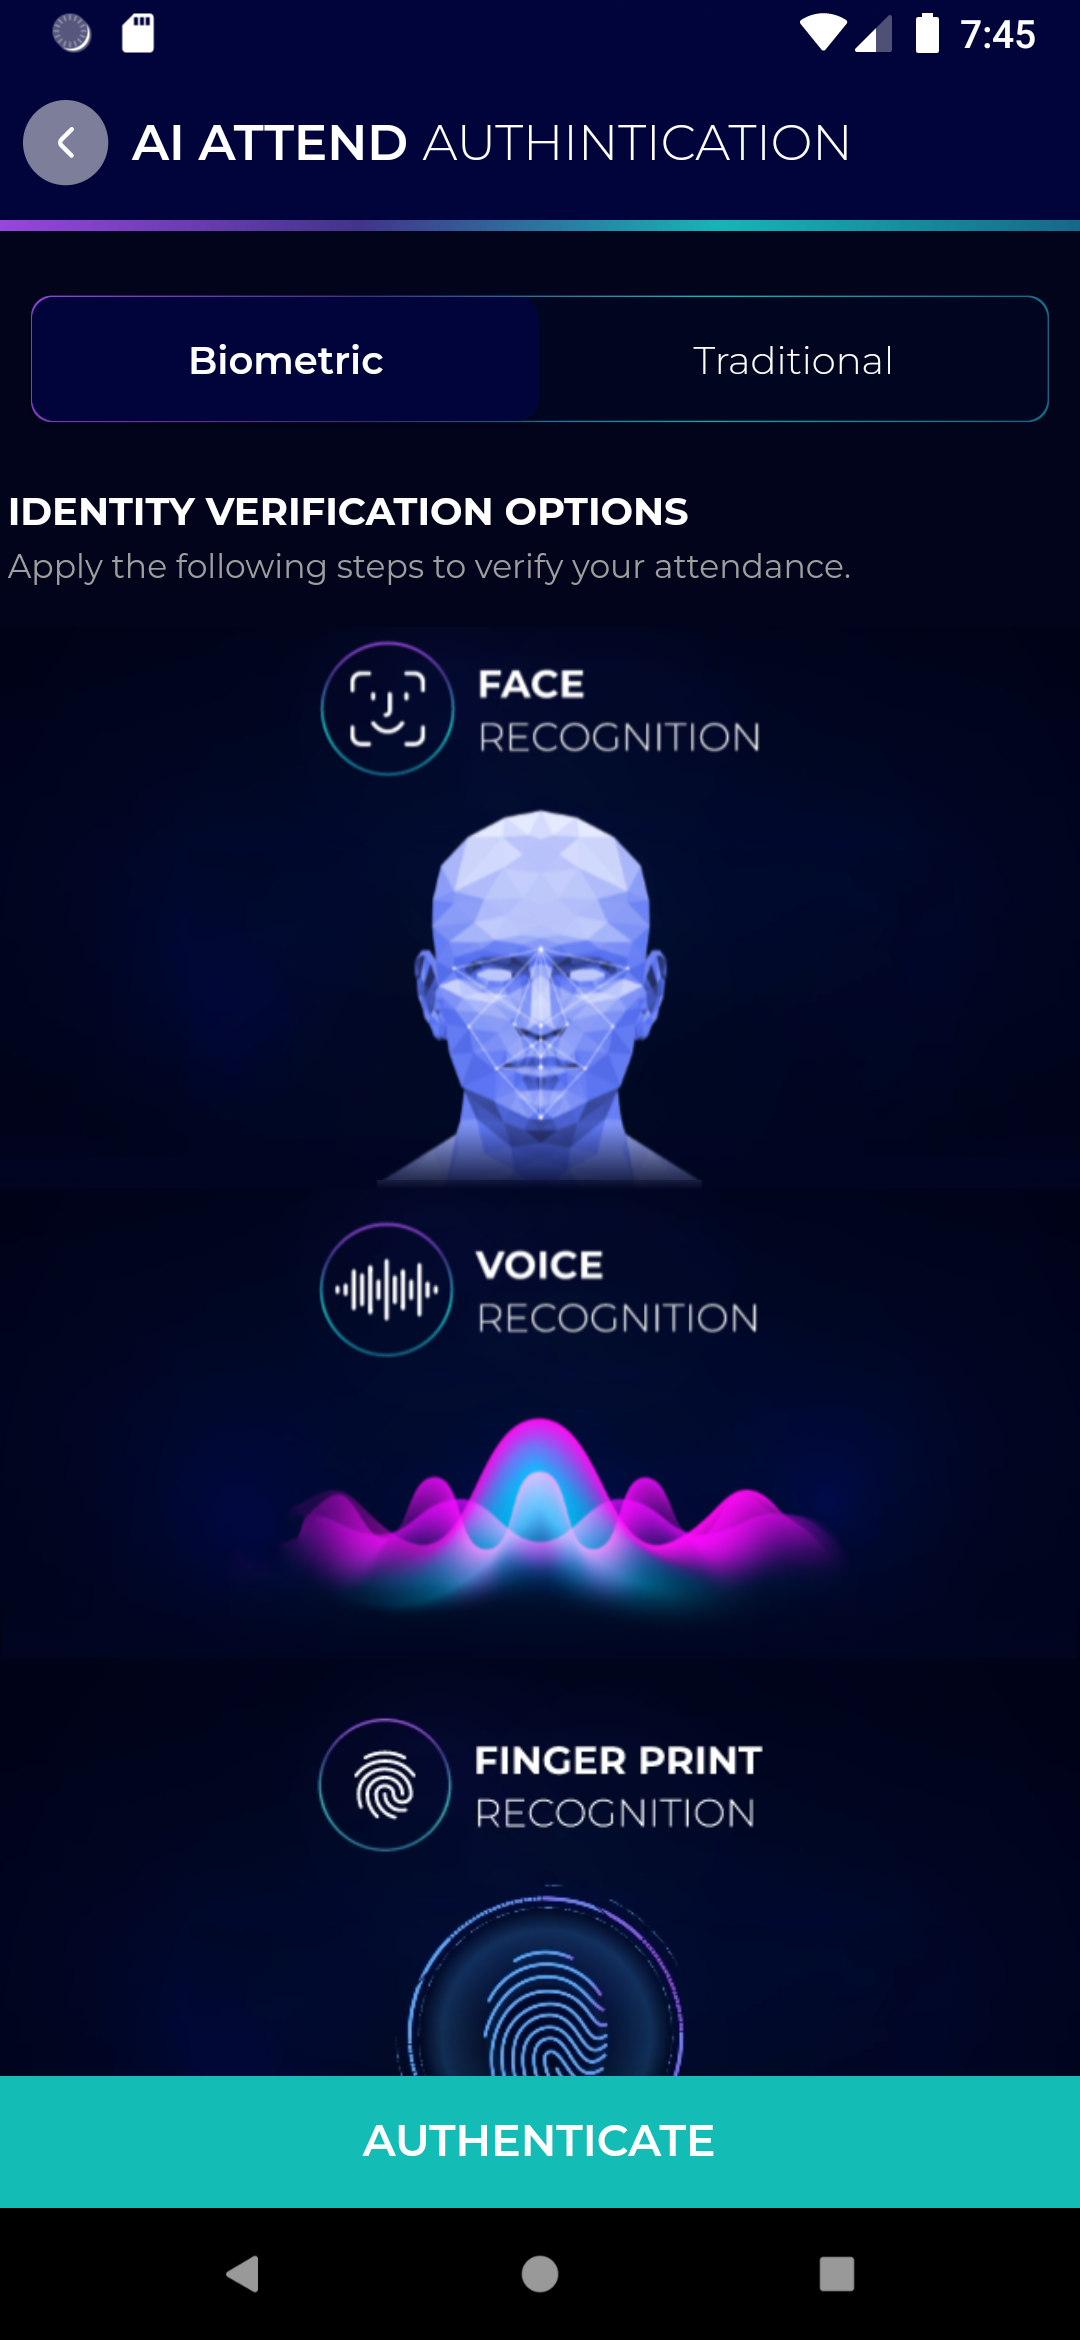 7:45
AI ATTEND AUTHINTICATION
Biometric Traditional
IDENTITY VERIFICATION OPTIONS
Apply the following steps to verify your attendance.
FACE
RECOGNITION
VOICE
RECOGNITION
FINGER PRINT
RECOGNITION
AUTHENTICATE